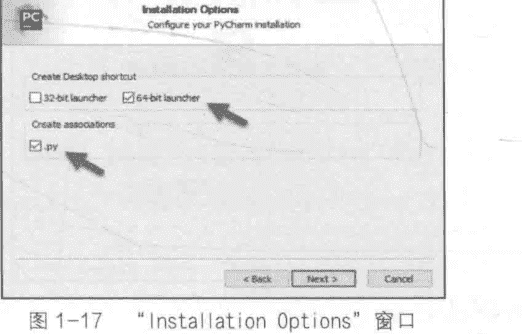 PC
Installation Options
Configure your PyCharm installation
Create Desktop shortcut
32-bit launcher 64-bit launcher
Create associations
.py
< Back Next > Cancel
图 1-17 “Installation Options”窗口